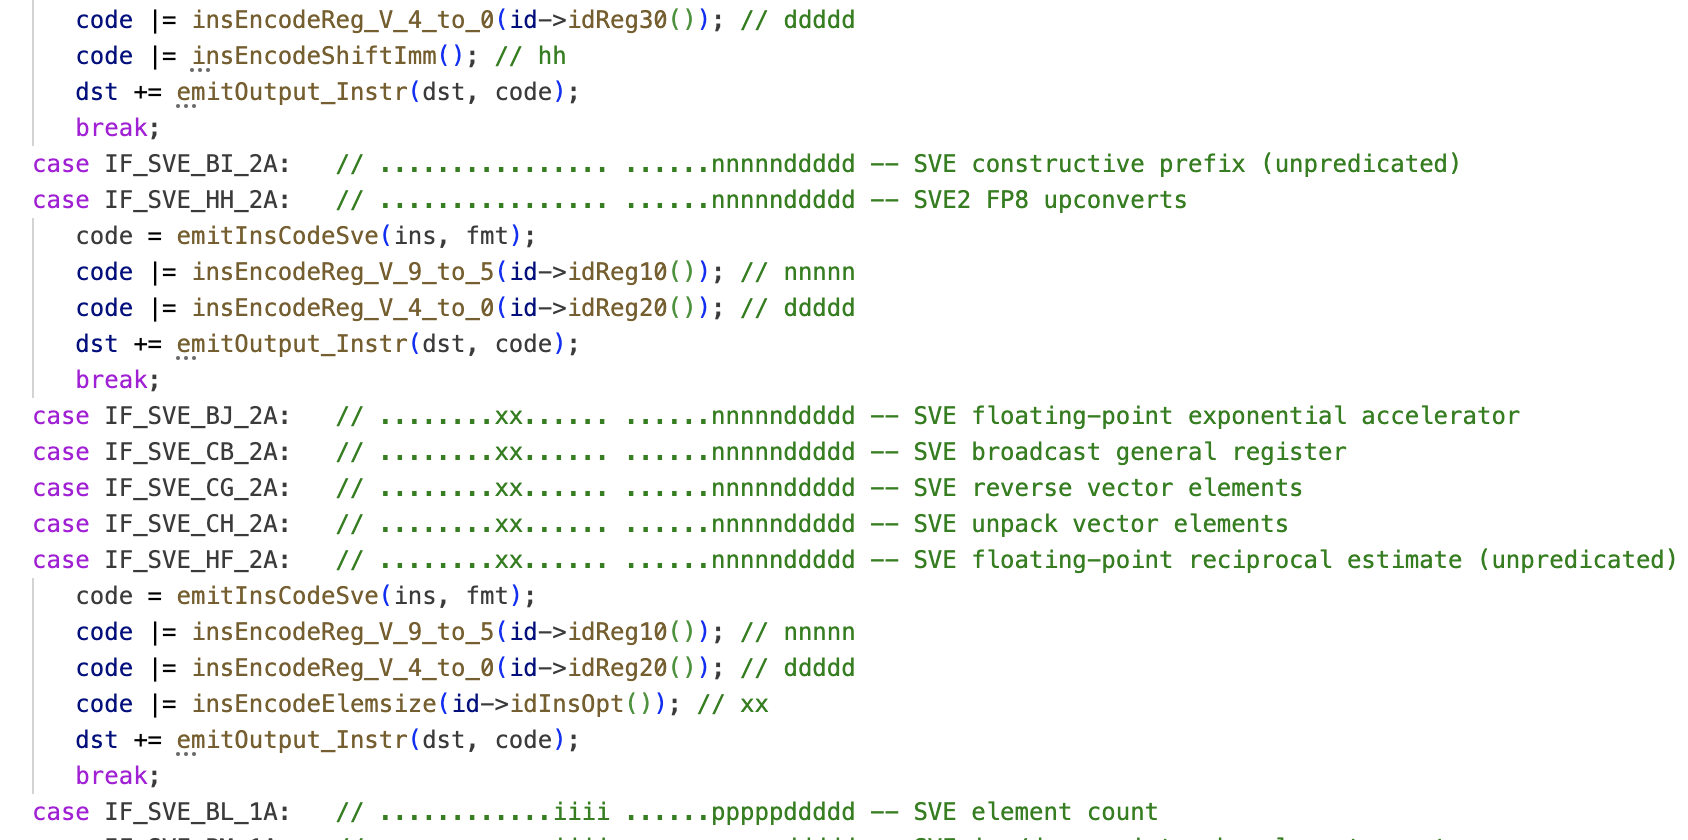 code |= insEncodeReg_V_4_to_0(id->idReg30()); // ddddd
code |= insEncodeShiftImm(); // hh
dst += emitOutput_Instr(dst, code);
break;
case IF_SVE_BI_2A:   // ................ ......nnnnnddddd -- SVE constructive prefix (unpredicated)
case IF_SVE_HH_2A:   // ................ ......nnnnnddddd -- SVE2 FP8 upconverts
code = emitInsCodeSve(ins, fmt);
code |= insEncodeReg_V_9_to_5(id->idReg10()); // nnnnn
code |= insEncodeReg_V_4_to_0(id->idReg20()); // ddddd
dst += emitOutput_Instr(dst, code);
break;
case IF_SVE_BJ_2A:   // ........xx...... ......nnnnnddddd -- SVE floating-point exponential accelerator
case IF_SVE_CB_2A:   // ........xx...... ......nnnnnddddd -- SVE broadcast general register
case IF_SVE_CG_2A:   // ........xx...... ......nnnnnddddd -- SVE reverse vector elements
case IF_SVE_CH_2A:   // ........xx...... ......nnnnnddddd -- SVE unpack vector elements
case IF_SVE_HF_2A:   // ........xx...... ......nnnnnddddd -- SVE floating-point reciprocal estimate (unpredicated)
code = emitInsCodeSve(ins, fmt);
code |= insEncodeReg_V_9_to_5(id->idReg10()); // nnnnn
code |= insEncodeReg_V_4_to_0(id->idReg20()); // ddddd
code |= insEncodeElemsize(id->idInsOpt()); // xx
dst += emitOutput_Instr(dst, code);
break;
case IF_SVE_BL_1A:   // ............iiii ......pppppddddd -- SVE element count